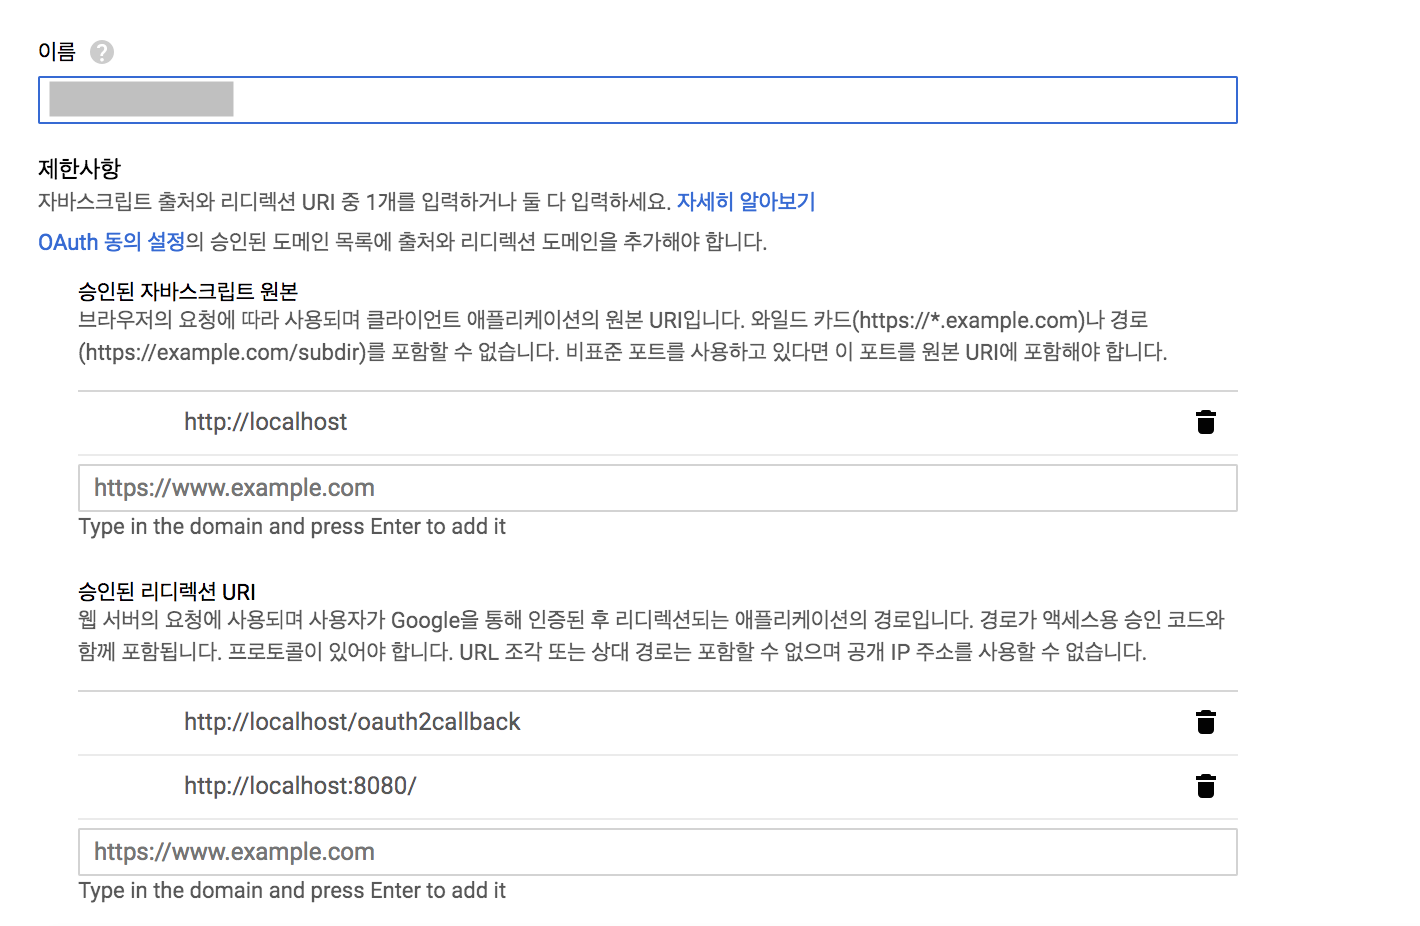 이름 ?
제한사항
자바스크립트 출처와 리디렉션 URI 중 1개를 입력하거나 둘 다 입력하세요. 자세히 알아보기
OAuth 동의 설정의 승인된 도메인 목록에 출처와 리디렉션 도메인을 추가해야 합니다.
승인된 자바스크립트 원본
브라우저의 요청에 따라 사용되며 클라이언트 애플리케이션의 원본 URI입니다. 와일드 카드(https://*.example.com)나 경로
(https://example.com/subdir)를 포함할 수 없습니다. 비표준 포트를 사용하고 있다면 이 포트를 원본 URI에 포함해야 합니다.
http://localhost
https://www.example.com
Type in the domain and press Enter to add it
승인된 리디렉션 URI
웹 서버의 요청에 사용되며 사용자가 Google을 통해 인증된 후 리디렉션되는 애플리케이션의 경로입니다. 경로가 액세스용 승인 코드와
함께 포함됩니다. 프로토콜이 있어야 합니다. URL 조각 또는 상대 경로는 포함할 수 없으며 공개 IP 주소를 사용할 수 없습니다.
http://localhost/oauth2callback
http://localhost:8080/
https://www.example.com
Type in the domain and press Enter to add it